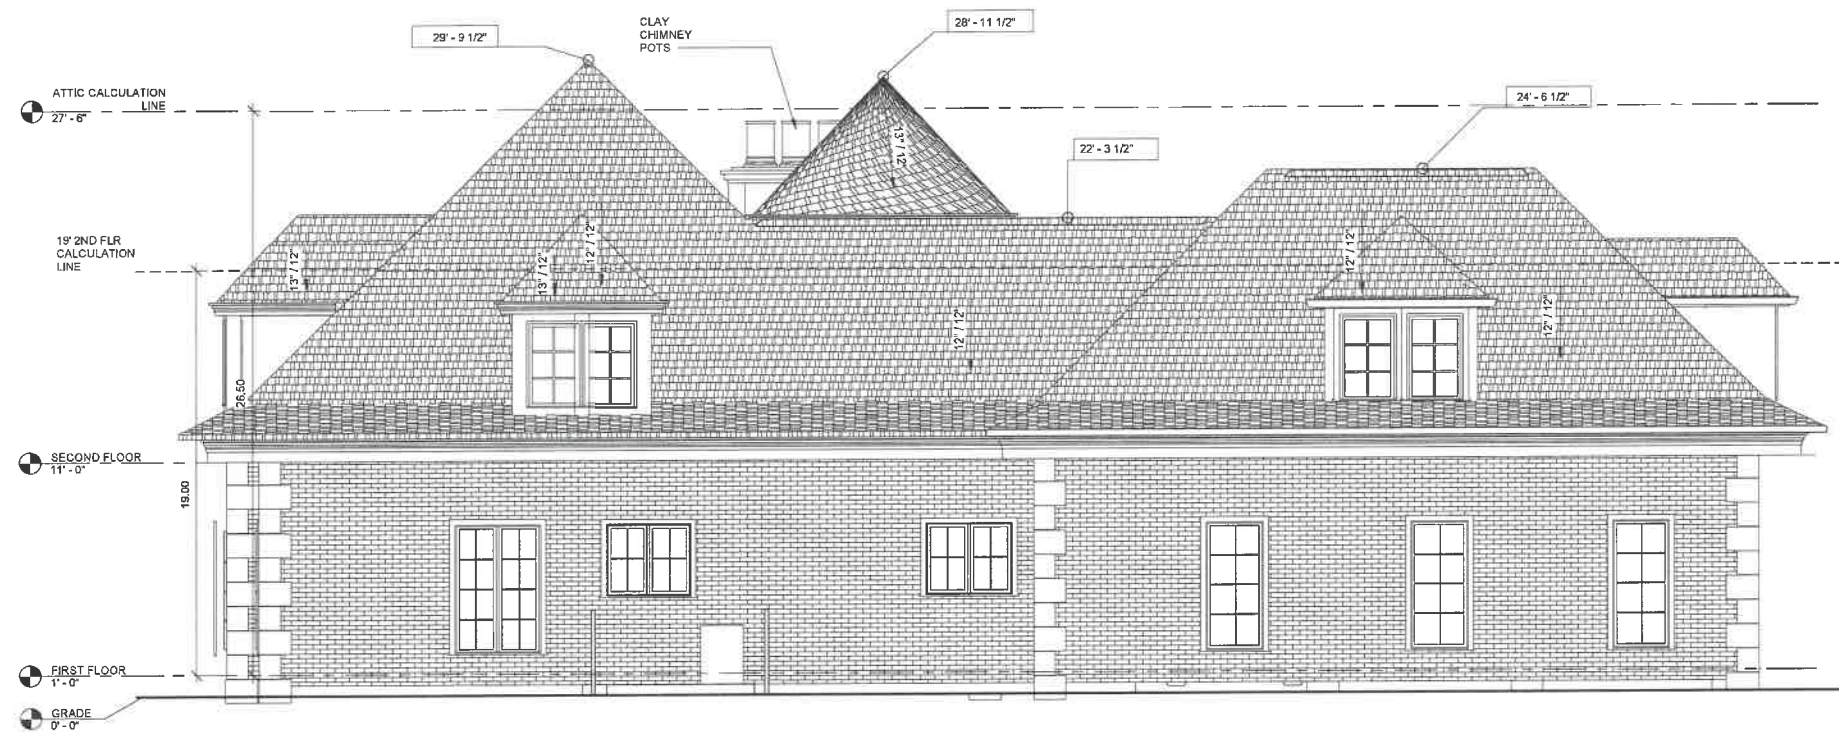 29' - 9 1/2"
CLAY
CHIMNEY
POTS
28' - 11 1/2"
ATTIC CALCULATION
LINE
27' - 6"
24' - 6 1/2"
13" / 12"
22' - 3 1/2"
19' 2ND FLR
CALCULATION
LINE
13" / 12"
13" / 12"
12" / 12"
12" / 12"
12" / 12"
12" / 12"
26.50
SECOND FLOOR
11' - 0"
19.00
FIRST FLOOR
1' - 0"
GRADE
0' - 0"